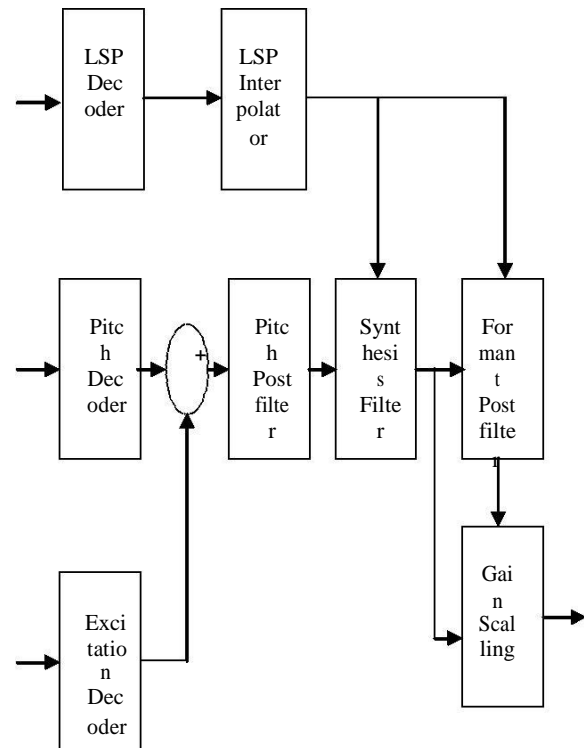 LSP
Dec
oder
LSP
Inter
polat
or
Pitc
h
Dec
oder
+
Pitc
h
Post
filte
r
Synt
hesi
s
Filte
r
For
man
t
Post
filte
r
Gai
n
Scal
ling
Exci
tatio
n
Dec
oder